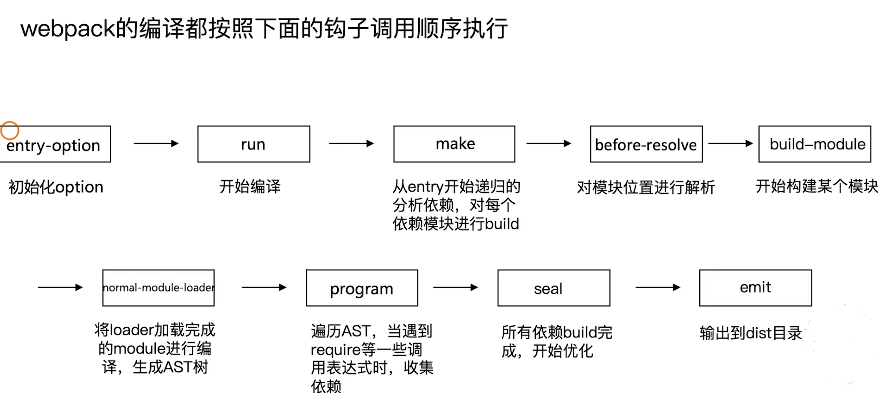 webpack的编译都按照下面的钩子调用顺序执行
entry-option
初始化option
run
开始编译
make
从entry开始递归的
分析依赖，对每个
依赖模块进行build
before-resolve
对模块位置进行解析
build-module
开始构建某个模块
normal-module-loader
将loader加载完成
的module进行编
译，生成AST树
program
遍历AST，当遇到
require等一些调
用表达式时，收集
依赖
seal
所有依赖build完
成，开始优化
emit
输出到dist目录